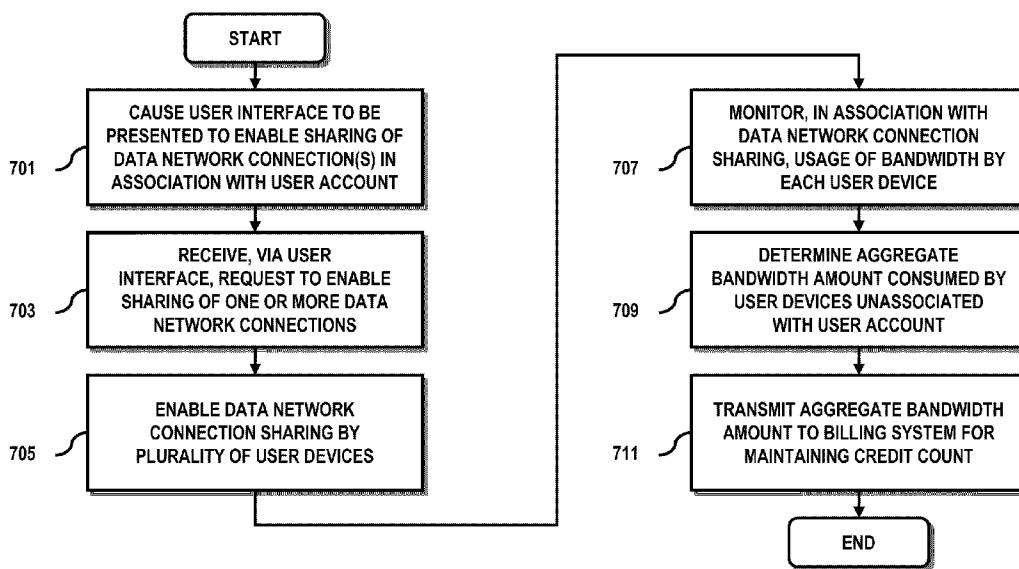 START
701
CAUSE USER INTERFACE TO BE
PRESENTED TO ENABLE SHARING OF
DATA NETWORK CONNECTION(S) IN
ASSOCIATION WITH USER ACCOUNT
703
RECEIVE, VIA USER
INTERFACE, REQUEST TO ENABLE
SHARING OF ONE OR MORE DATA
NETWORK CONNECTIONS
705
ENABLE DATA NETWORK
CONNECTION SHARING BY
PLURALITY OF USER DEVICES
707
MONITOR, IN ASSOCIATION WITH
DATA NETWORK CONNECTION
SHARING, USAGE OF BANDWIDTH BY
EACH USER DEVICE
709
DETERMINE AGGREGATE
BANDWIDTH AMOUNT CONSUMED BY
USER DEVICES UNASSOCIATED
WITH USER ACCOUNT
711
TRANSMIT AGGREGATE BANDWIDTH
AMOUNT TO BILLING SYSTEM FOR
MAINTAINING CREDIT COUNT
END